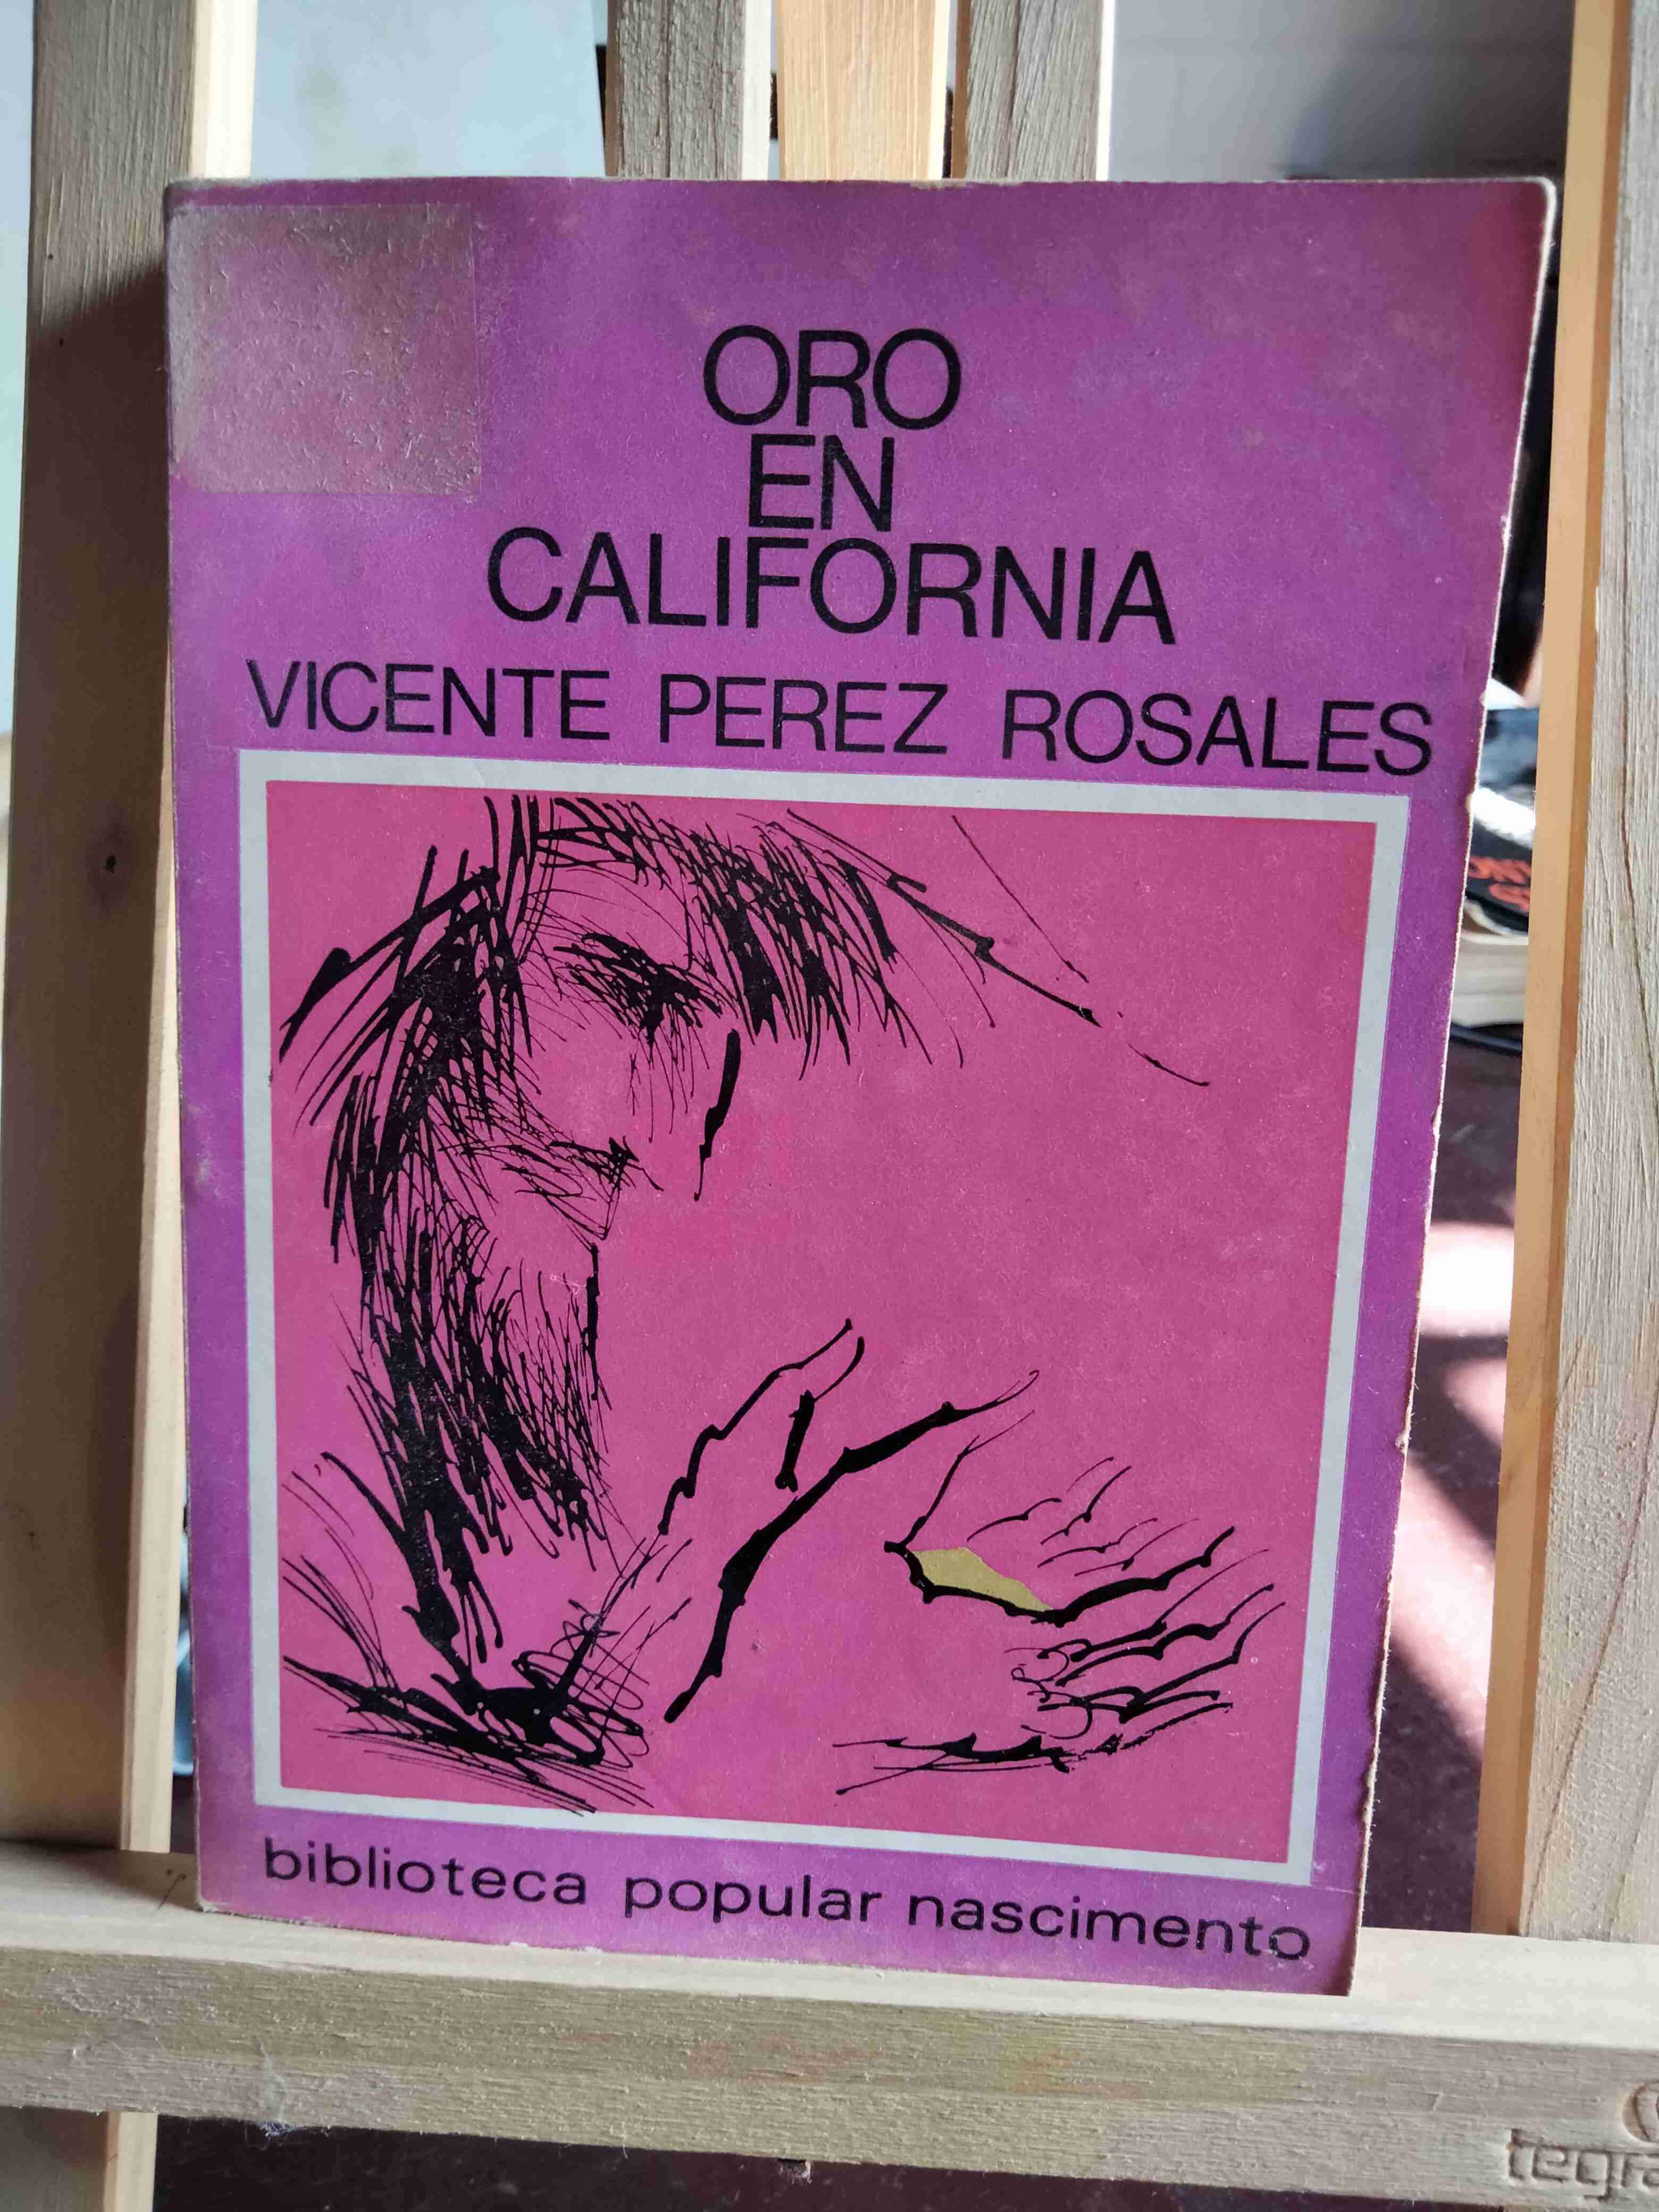 ORO
EN
CALIFORNIA
VICENTE PEREZ ROSALES
biblioteca popular nascimento